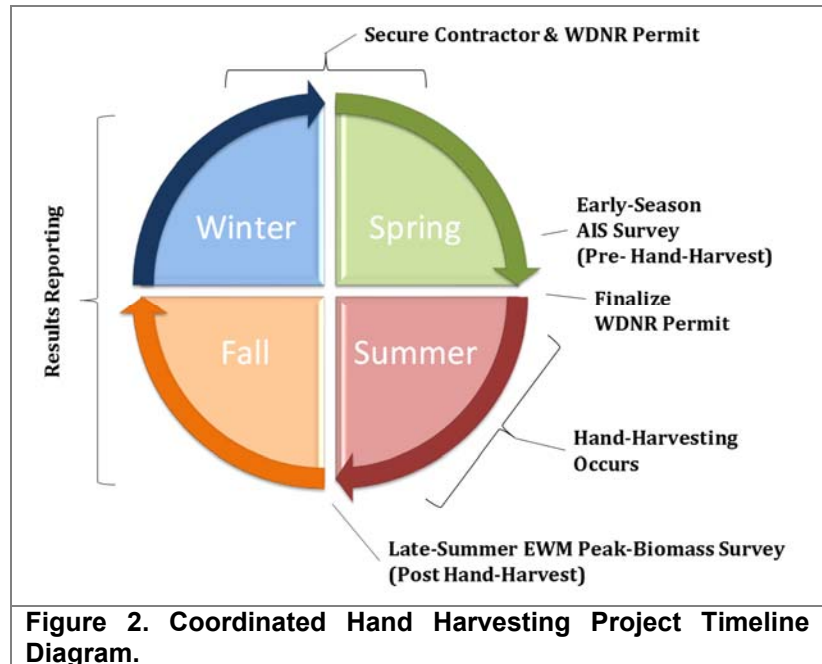 Secure Contractor & WDNR Permit
Results Reporting
Winter
Spring
Early-Season
AIS Survey
(Pre- Hand-Harvest)
Finalize
WDNR Permit
Fall
Summer
Hand-Harvesting
Occurs
Late-Summer EWM Peak-Biomass Survey
(Post Hand-Harvest)
Figure 2. Coordinated Hand Harvesting Project Timeline
Diagram.